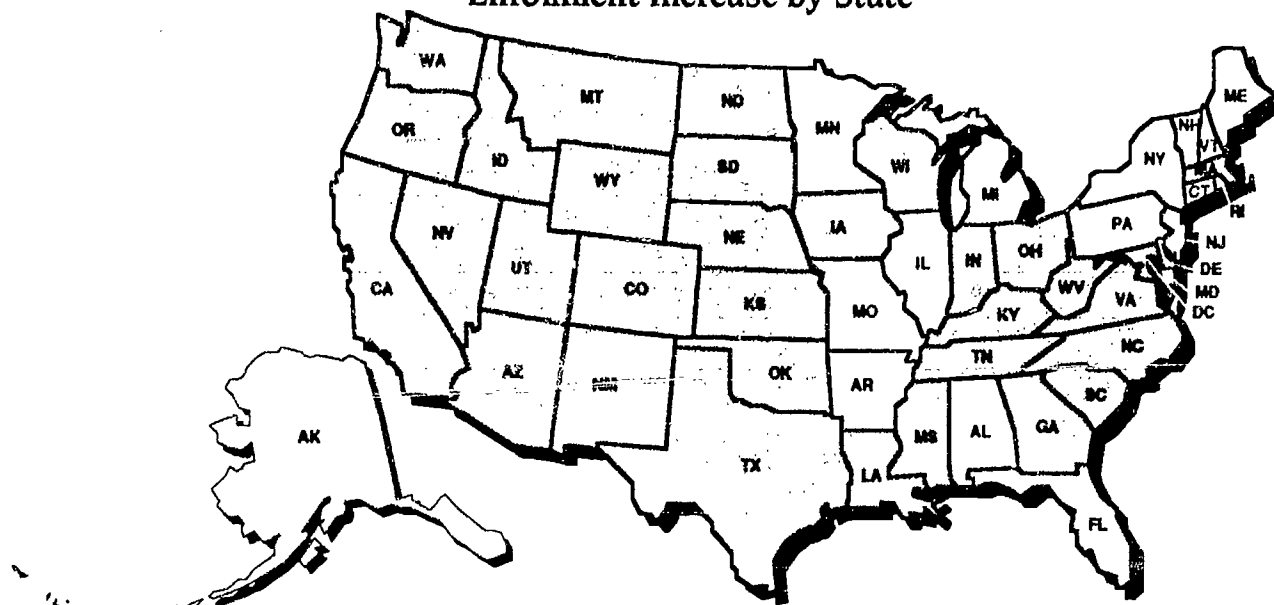 Enrollment Increase by State
WA
MT
ND
MN
ME
OR
ID
WY
SD
WI
MI
NY
NH
VT
MA
CT
RI
NV
UT
CO
NE
IA
IL
IN
OH
PA
NJ
DE
MD
DC
CA
KS
MO
KY
WV
VA
AZ
NM
OK
AR
TN
NC
SC
AK
TX
LA
MS
AL
GA
FL